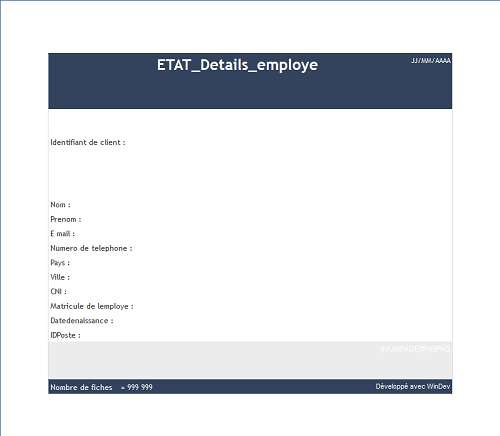 ETAT_Details_employe
JJ/MM/AAAA
Identifiant de client :
Nom :
Prenom :
E mail :
Numero de telephone :
Pays :
Ville :
CNI :
Matricule de lemploye :
Datedenaissance :
IDPoste :
Nombre de fiches = 999 999
Développé avec WinDev